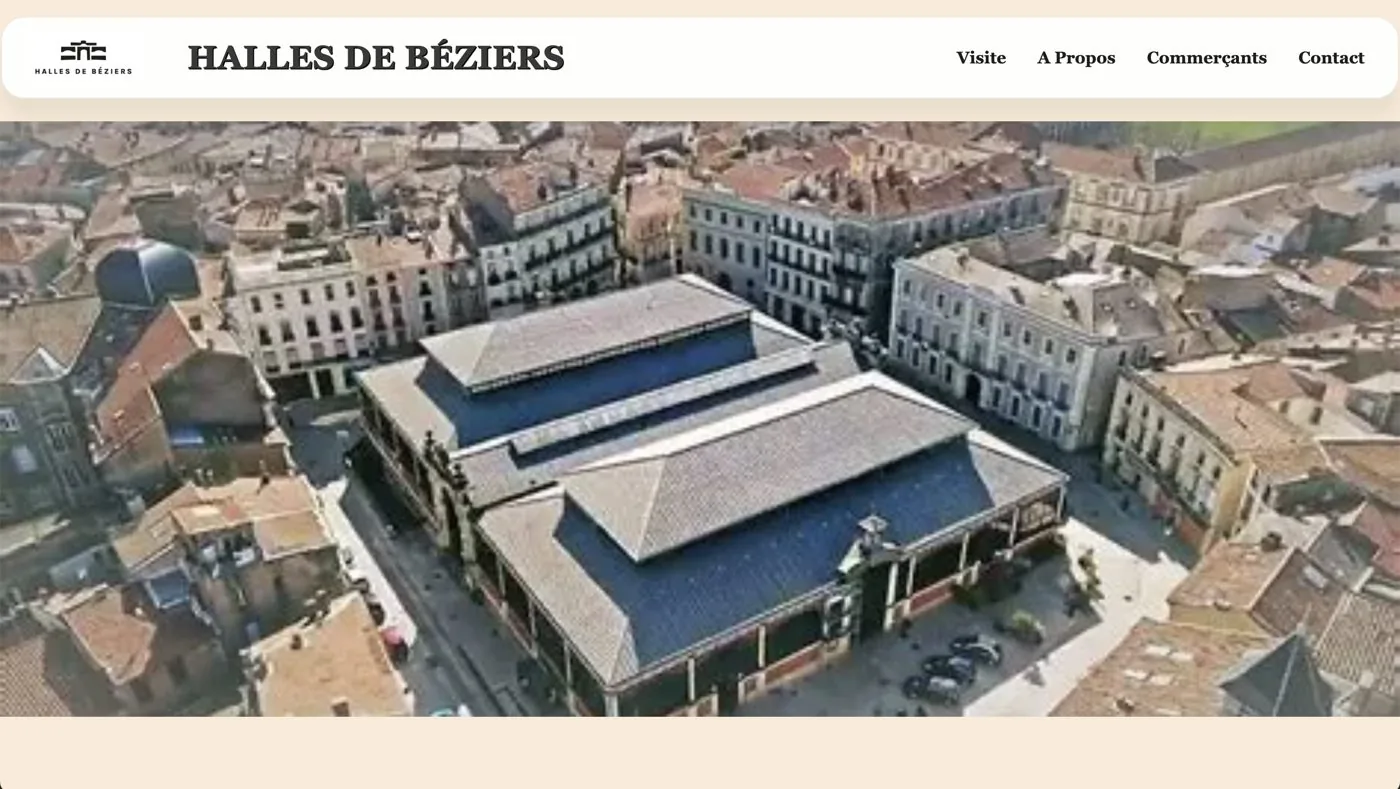 HALLES DE BÉZIERS
HALLES DE BÉZIERS
Visite
A Propos
Commerçants
Contact